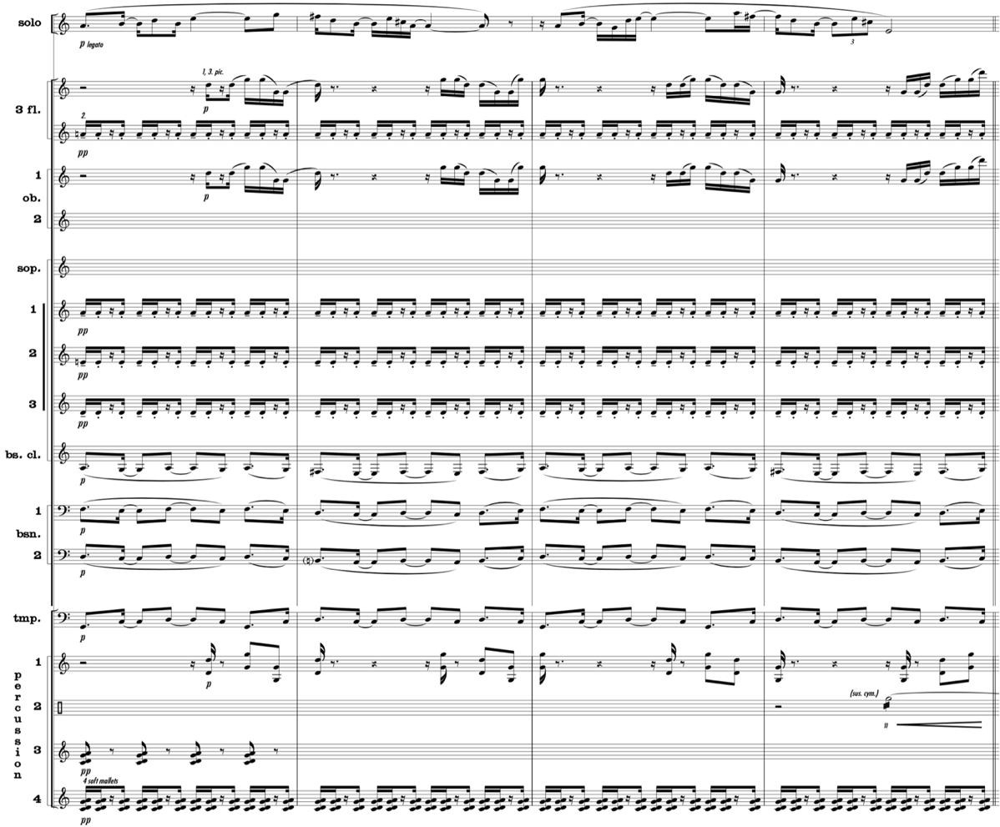 solo
p legato
1, 3. pic.
p
3 fl.
2.
pp
1
p
ob.
2
sop.
1
pp
2
pp
3
pp
bs. cl.
p
1
p
bsn.
2
p
tmp.
p
percussion
1
p
2
(sus. cym.)
n
3
pp
4 soft mallets
4
pp
3